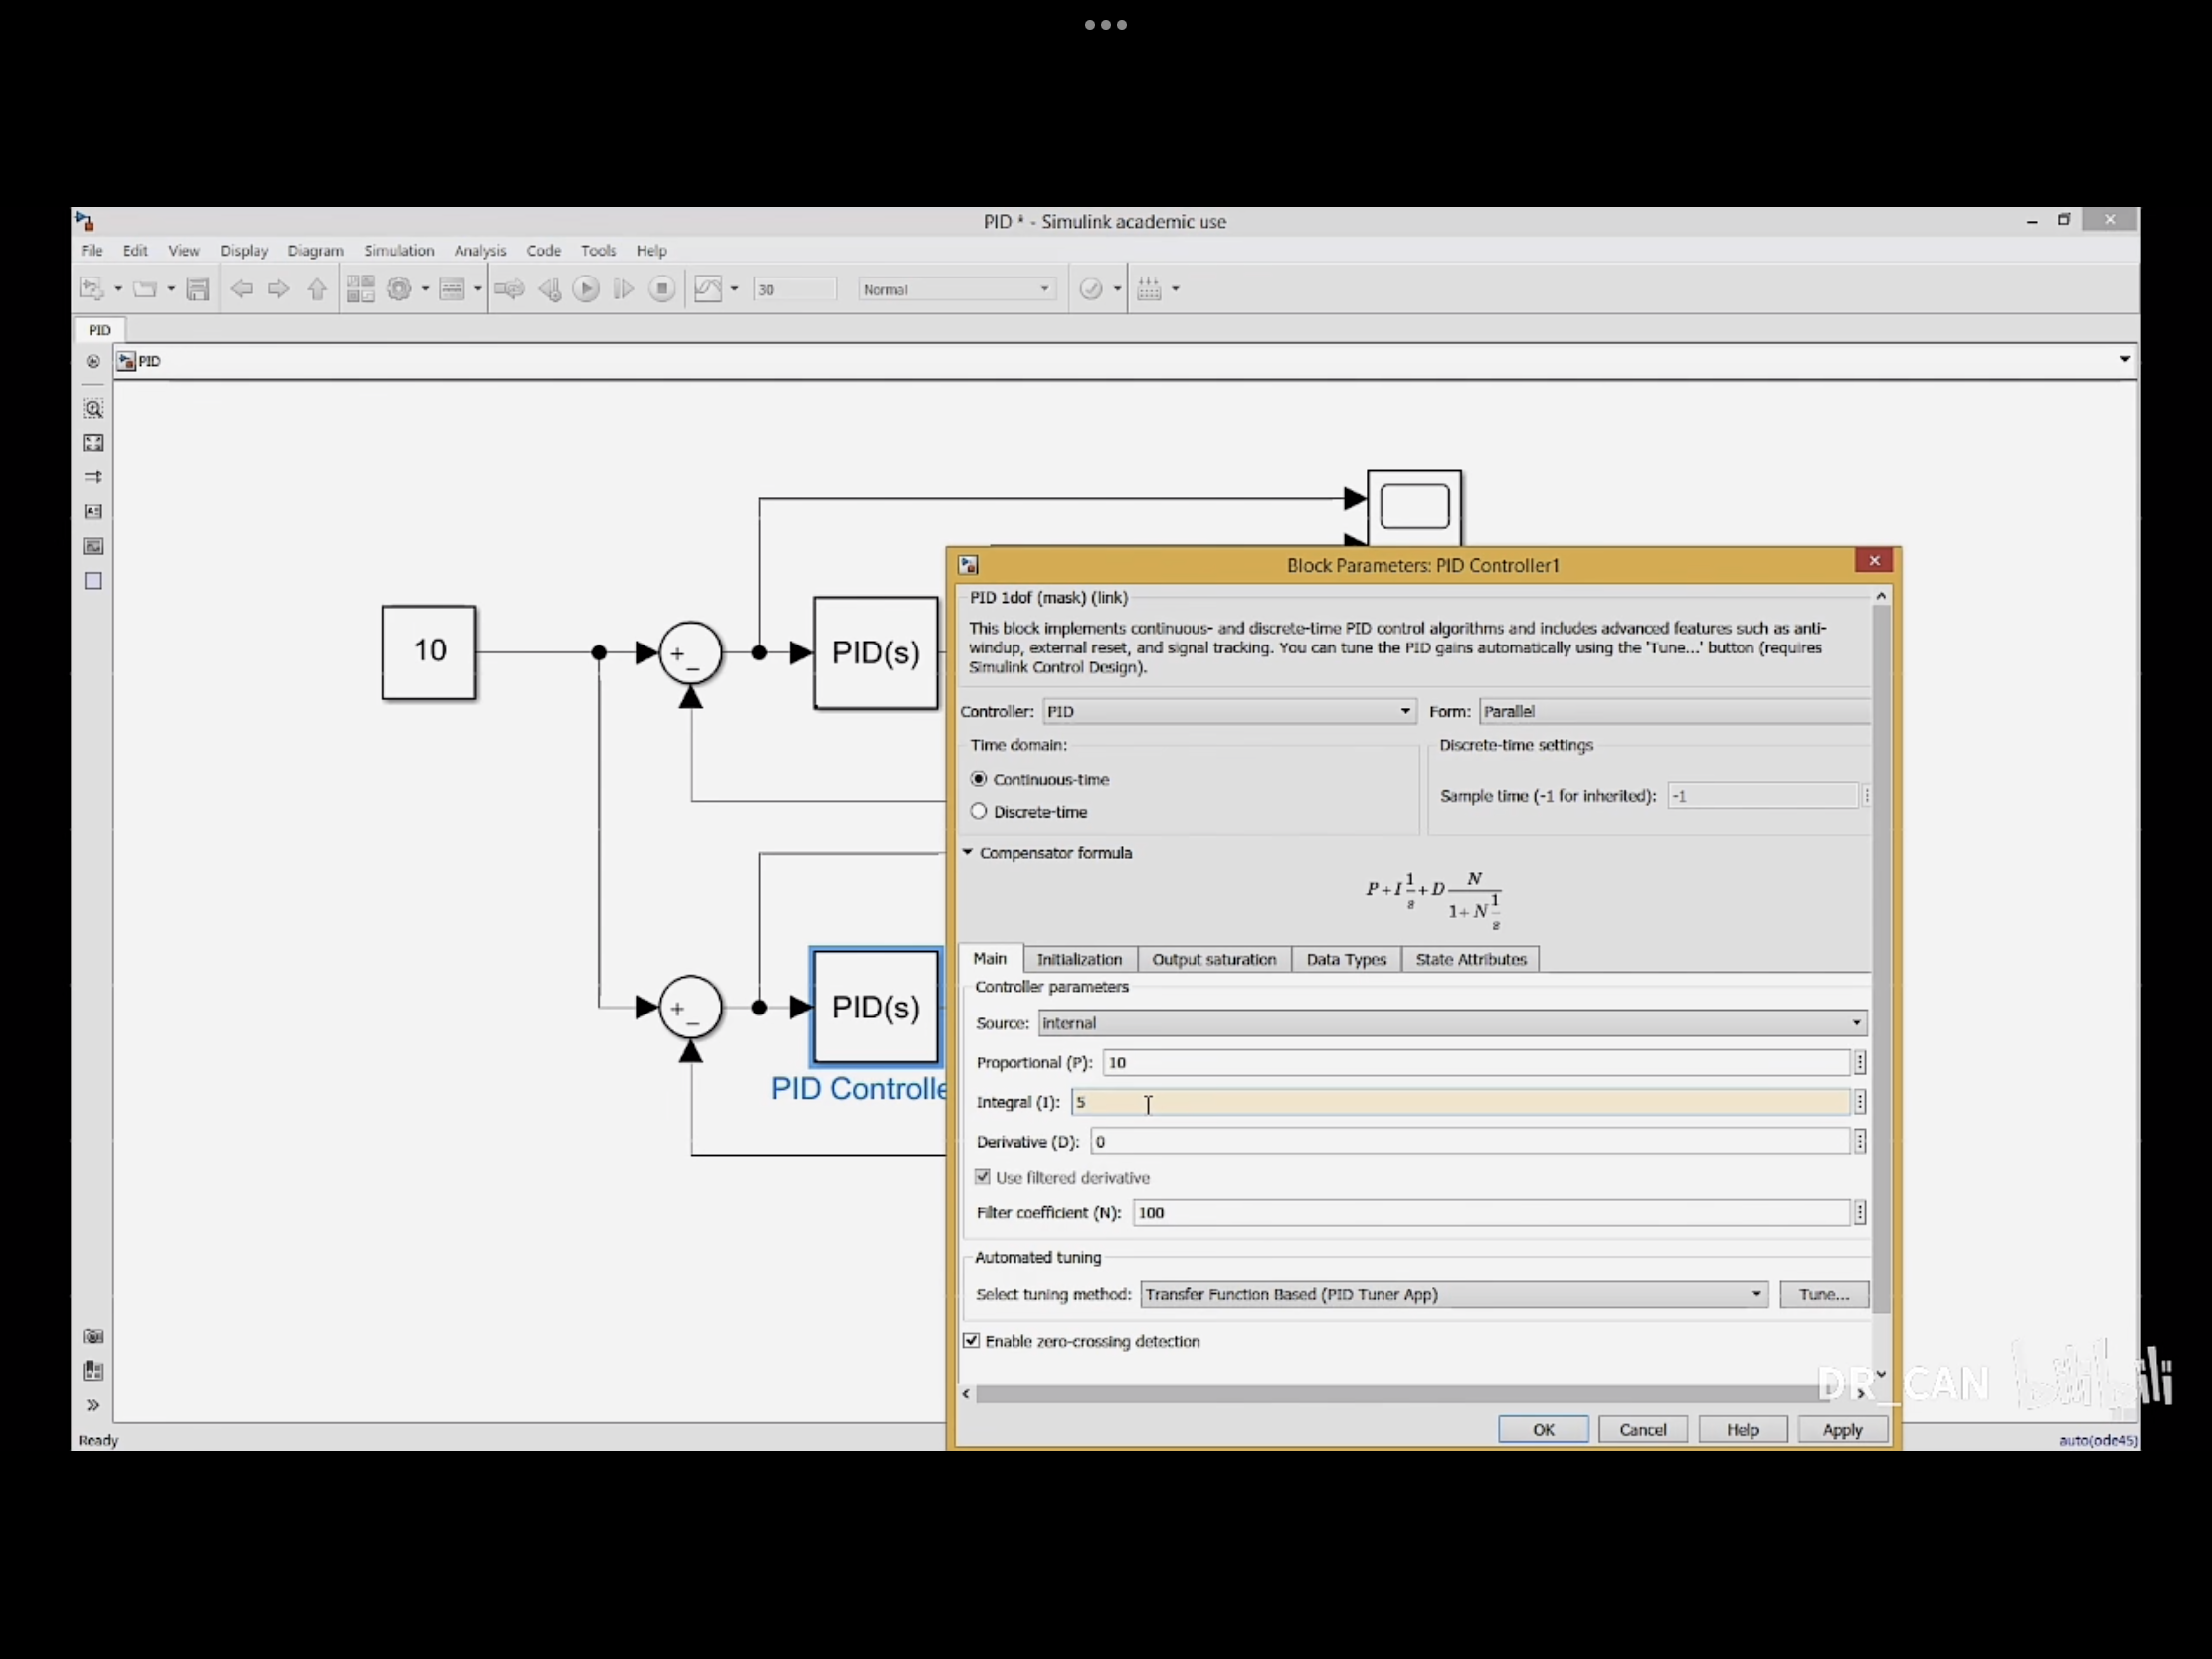 PID * - Simulink academic use
File Edit View Display Diagram Simulation Analysis Code Tools Help
30 Normal
PID
PID
10
+
_
PID(s)
+
_
PID(s)
PID Controlle
Block Parameters: PID Controller1
PID 1dof (mask) (link)
This block implements continuous- and discrete-time PID control algorithms and includes advanced features such as anti-
windup, external reset, and signal tracking. You can tune the PID gains automatically using the 'Tune...' button (requires
Simulink Control Design).
Controller: PID Form: Parallel
Time domain: Discrete-time settings
Continuous-time
Discrete-time
Sample time (-1 for inherited): -1
Compensator formula
P+I 1/s +D N/(1+N 1/s)
Main Initialization Output saturation Data Types State Attributes
Controller parameters
Source: internal
Proportional (P): 10
Integral (I): 5
Derivative (D): 0
Use filtered derivative
Filter coefficient (N): 100
Automated tuning
Select tuning method: Transfer Function Based (PID Tuner App) Tune...
Enable zero-crossing detection
DR_CAN bilibili
OK Cancel Help Apply
Ready auto(ode45)